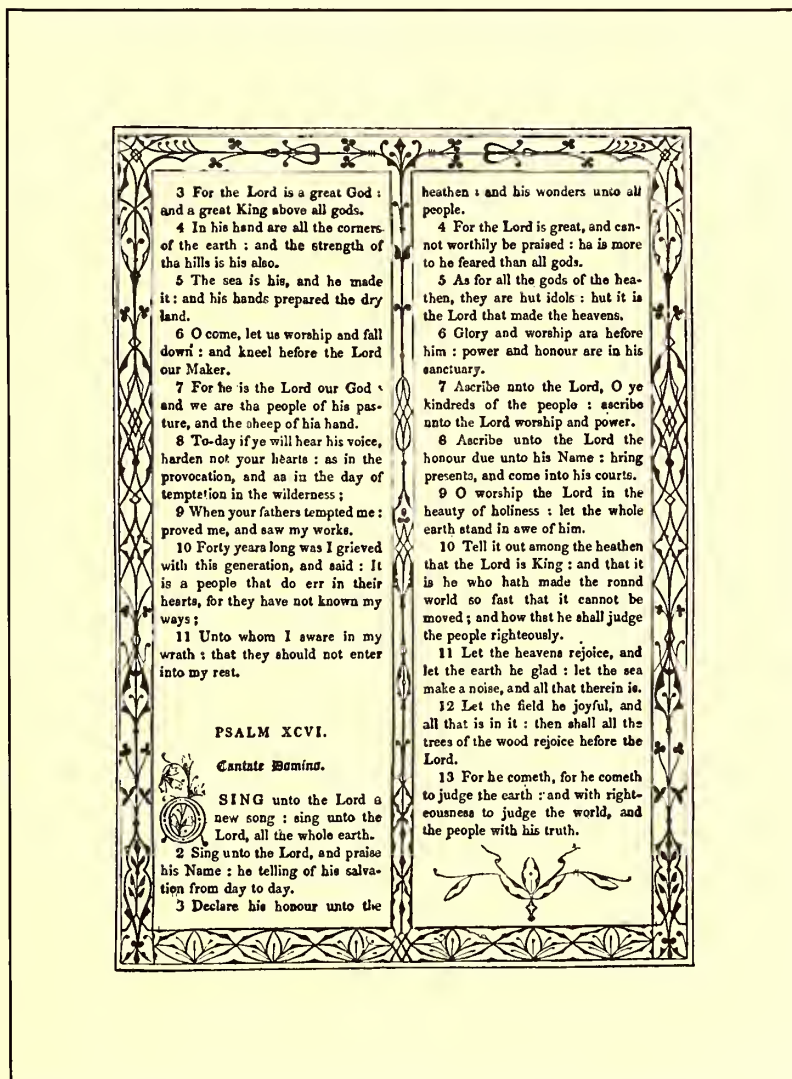 3 For the Lord is a great God :
and a great King above all gods.
4 In his hand are all the corners
of the earth : and the strength of
the hills is his also.
5 The sea is his, and he made
it : and his hands prepared the dry
land.
6 O come, let us worship and fall
down : and kneel before the Lord
our Maker.
7 For he is the Lord our God :
and we are the people of his pas-
ture, and the sheep of his hand.
8 To-day if ye will hear his voice,
harden not your hearts : as in the
provocation, and as in the day of
temptation in the wilderness ;
9 When your fathers tempted me :
proved me, and saw my works.
10 Forty years long was I grieved
with this generation, and said : It
is a people that do err in their
hearts, for they have not known my
ways ;
11 Unto whom I sware in my
wrath : that they should not enter
into my rest.
PSALM XCVI.
Cantate Domino.
O SING unto the Lord a
new song : sing unto the
Lord, all the whole earth.
2 Sing unto the Lord, and praise
his Name : be telling of his salva-
tion from day to day.
3 Declare his honour unto the
heathen : and his wonders unto all
people.
4 For the Lord is great, and can-
not worthily be praised : he is more
to be feared than all gods.
5 As for all the gods of the hea-
then, they are but idols : but it is
the Lord that made the heavens.
6 Glory and worship are before
him : power and honour are in his
sanctuary.
7 Ascribe unto the Lord, O ye
kindreds of the people : ascribe
unto the Lord worship and power.
8 Ascribe unto the Lord the
honour due unto his Name : bring
presents, and come into his courts.
9 O worship the Lord in the
beauty of holiness : let the whole
earth stand in awe of him.
10 Tell it out among the heathen
that the Lord is King : and that it
is he who hath made the round
world so fast that it cannot be
moved ; and how that he shall judge
the people righteously.
11 Let the heavens rejoice, and
let the earth be glad : let the sea
make a noise, and all that therein is.
12 Let the field be joyful, and
all that is in it : then shall all the
trees of the wood rejoice before the
Lord.
13 For he cometh, for he cometh
to judge the earth : and with right-
eousness to judge the world, and
the people with his truth.